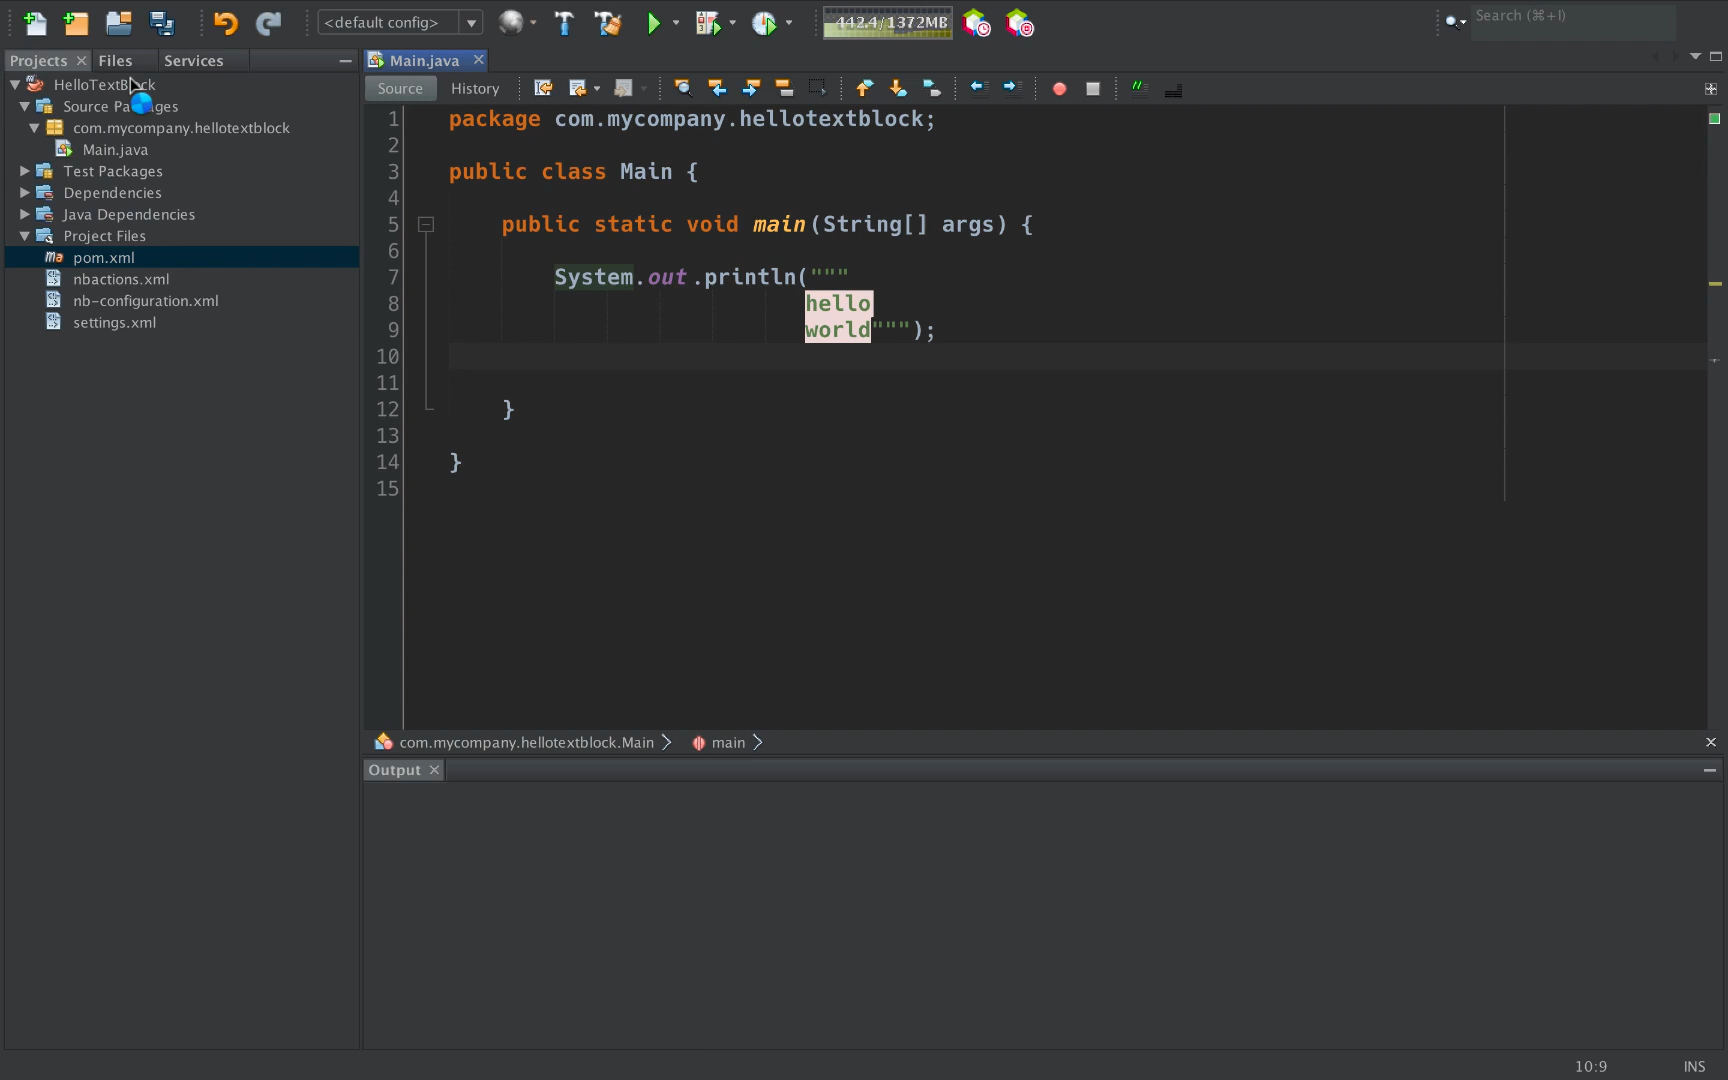 <default config>
442.4/1372MB
Search (⌘+I)
Projects Files Services
Main.java
Source History
HelloTextBlock
Source Packages
com.mycompany.hellotextblock
Main.java
Test Packages
Dependencies
Java Dependencies
Project Files
pom.xml
nbactions.xml
nb-configuration.xml
settings.xml
1 package com.mycompany.hellotextblock;
2
3 public class Main {
4
5 public static void main(String[] args) {
6
7 System.out.println("""
8 hello
9 world""");
10
11
12 }
13
14 }
15
com.mycompany.hellotextblock.Main main
Output
10:9 INS